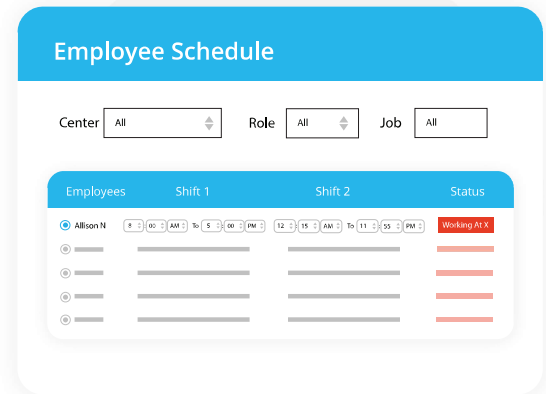 Employee Schedule
Center All Role All Job All
Employees Shift 1 Shift 2 Status
Allison N 8 : 00 AM To 5 : 00 PM 12 : 15 AM To 11 : 55 PM Working At X